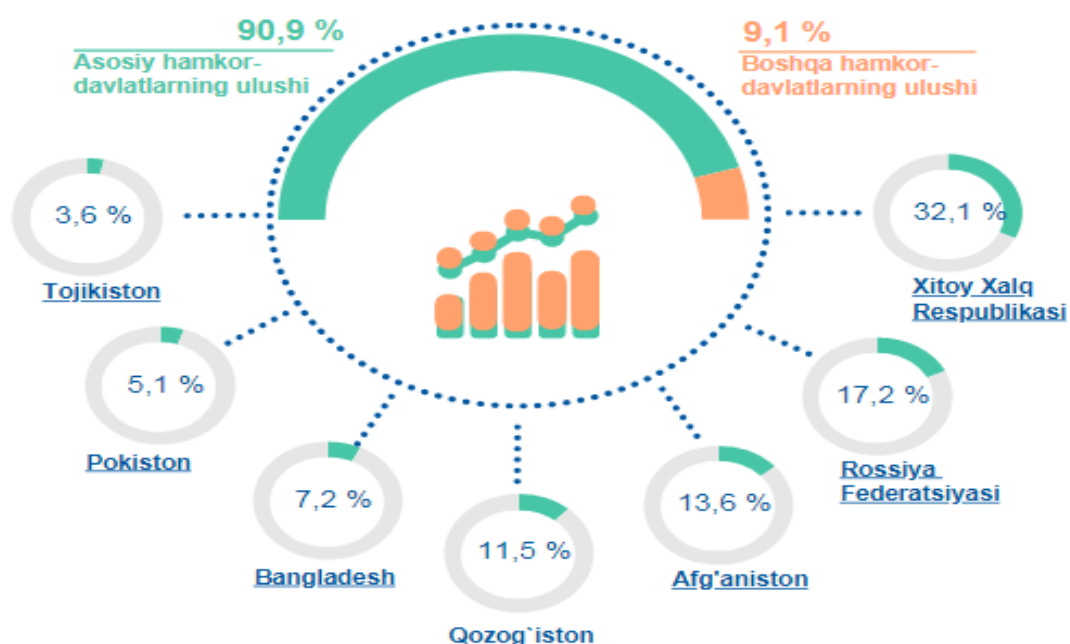 90,9 %
Asosiy hamkor-
davlatlarning ulushi
9,1 %
Boshqa hamkor-
davlatlarning ulushi
3,6 %
Tojikiston
5,1 %
Pokiston
7,2 %
Bangladesh
11,5 %
Qozog`iston
13,6 %
Afg'aniston
17,2 %
Rossiya
Federatsiyasi
32,1 %
Xitoy Xalq
Respublikasi